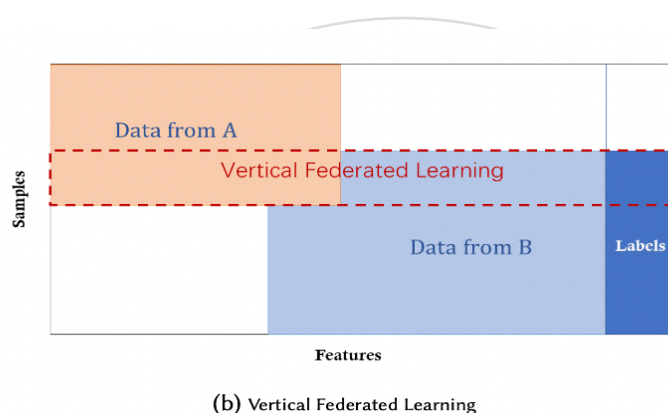 Data from A
Vertical Federated Learning
Samples
Data from B
Labels
Features
(b) Vertical Federated Learning